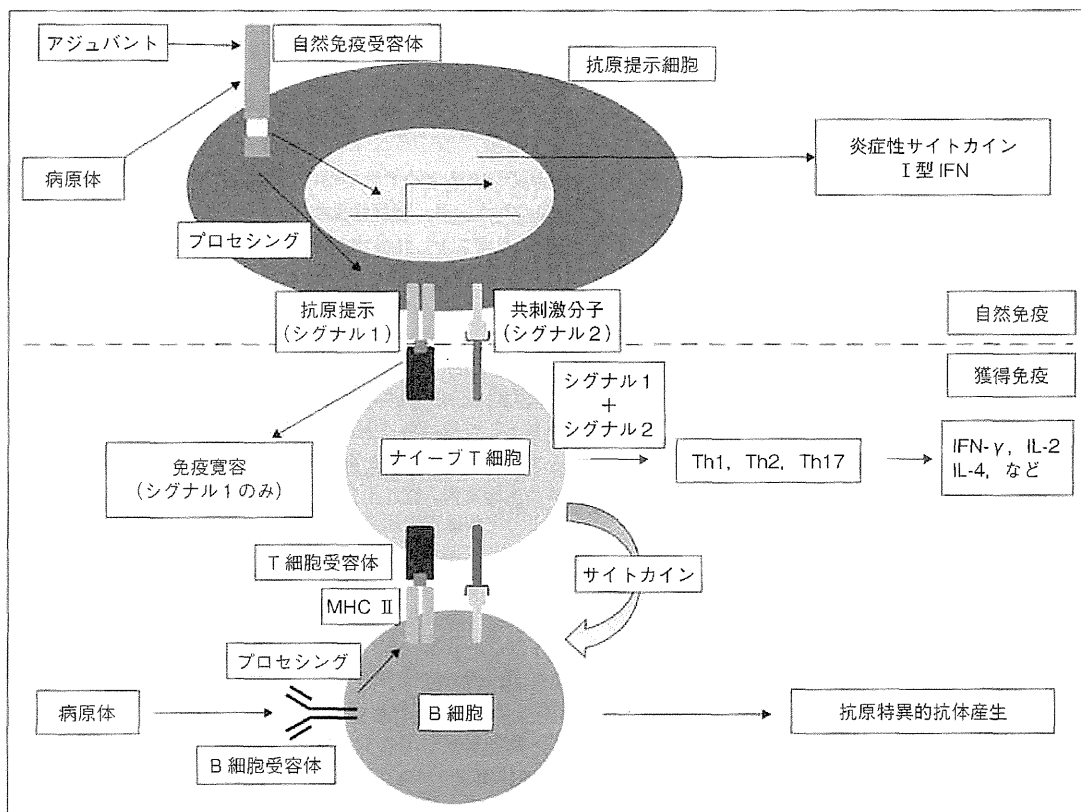 アジュバント
自然免疫受容体
抗原提示細胞
病原体
炎症性サイトカイン
Ⅰ型 IFN
プロセシング
抗原提示
(シグナル1)
共刺激分子
(シグナル2)
自然免疫
獲得免疫
シグナル1
+
シグナル2
免疫寛容
(シグナル1のみ)
ナイーブT細胞
Th1, Th2, Th17
IFN-γ, IL-2
IL-4, など
T細胞受容体
サイトカイン
MHC Ⅱ
プロセシング
病原体
B細胞
抗原特異的抗体産生
B細胞受容体